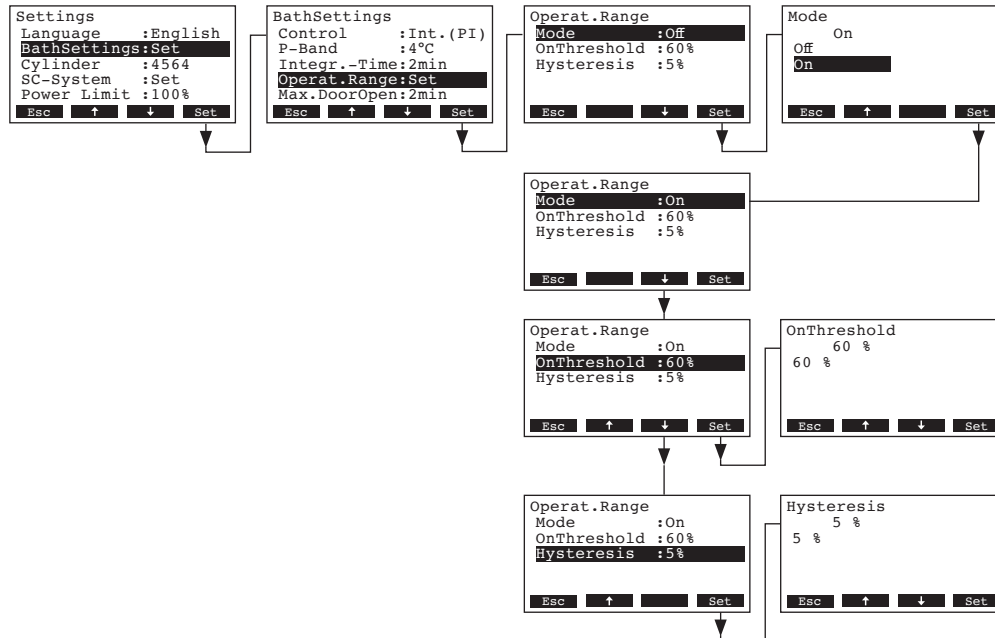 Settings
Language :English
BathSettings:Set
Cylinder :4564
SC-System :Set
Power Limit :100%
Esc ↑ ↓ Set
BathSettings
Control :Int.(PI)
P-Band :4°C
Integr.-Time:2min
Operat.Range:Set
Max.DoorOpen:2min
Esc ↑ ↓ Set
Operat.Range
Mode :Off
OnThreshold :60%
Hysteresis :5%
Esc ↓ Set
Mode
On
Off
On
Esc ↑ Set
Operat.Range
Mode :On
OnThreshold :60%
Hysteresis :5%
Esc ↓ Set
Operat.Range
Mode :On
OnThreshold :60%
Hysteresis :5%
Esc ↑ ↓ Set
OnThreshold
60 %
60 %
Esc ↑ ↓ Set
Operat.Range
Mode :On
OnThreshold :60%
Hysteresis :5%
Esc ↑ Set
Hysteresis
5 %
5 %
Esc ↑ ↓ Set